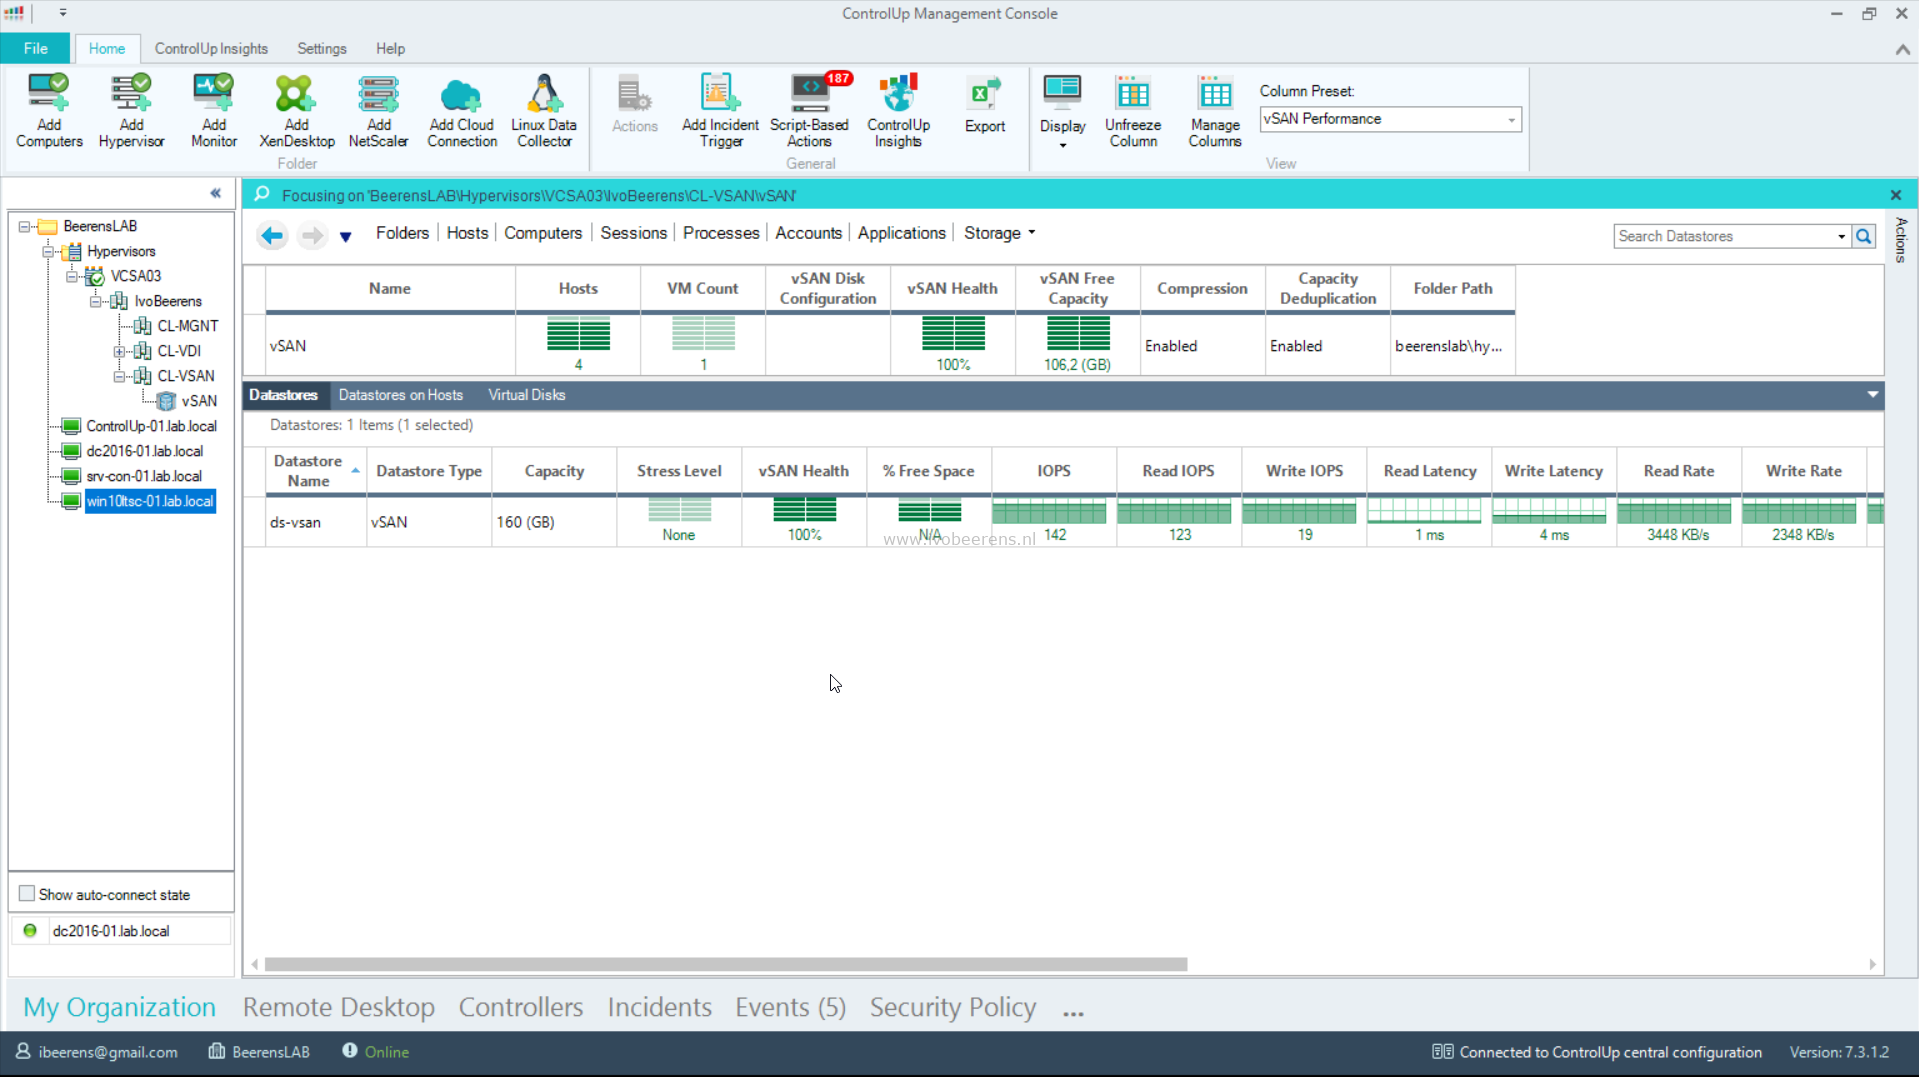 ControlUp Management Console
File Home ControlUp Insights Settings Help
Add Computers
Add Hypervisor
Add Monitor
Add XenDesktop
Add NetScaler
Add Cloud Connection
Linux Data Collector
Folder
Actions
Add Incident Trigger
187
Script-Based Actions
ControlUp Insights
Export
General
Display
Unfreeze Column
Manage Columns
Column Preset:
vSAN Performance
View
«
Focusing on 'BeerensLAB\Hypervisors\VCSA03\IvoBeerens\CL-VSAN\vSAN'
Folders Hosts Computers Sessions Processes Accounts Applications Storage
Search Datastores
Actions
BeerensLAB
Hypervisors
VCSA03
IvoBeerens
CL-MGNT
CL-VDI
CL-VSAN
vSAN
ControlUp-01.lab.local
dc2016-01.lab.local
srv-con-01.lab.local
win10ltsc-01.lab.local
Name Hosts VM Count vSAN Disk Configuration vSAN Health vSAN Free Capacity Compression Capacity Deduplication Folder Path
vSAN 4 1 100% 106,2 (GB) Enabled Enabled beerenslab\hy...
Datastores Datastores on Hosts Virtual Disks
Datastores: 1 Items (1 selected)
Datastore Name Datastore Type Capacity Stress Level vSAN Health % Free Space IOPS Read IOPS Write IOPS Read Latency Write Latency Read Rate Write Rate
ds-vsan vSAN 160 (GB) None 100% N/A 142 123 19 1 ms 4 ms 3448 KB/s 2348 KB/s
www.ivobeerens.nl
Show auto-connect state
dc2016-01.lab.local
My Organization Remote Desktop Controllers Incidents Events (5) Security Policy ...
ibeerens@gmail.com BeerensLAB Online Connected to ControlUp central configuration Version: 7.3.1.2